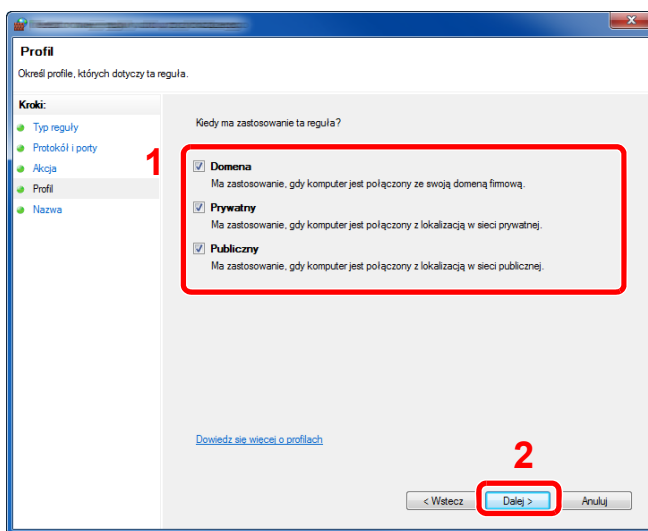 Profil
Określ profile, których dotyczy ta reguła.
Kroki:
Typ reguły
Protokół i porty
Akcja
Profil
Nazwa
Kiedy ma zastosowanie ta reguła?
1
Domena
Ma zastosowanie, gdy komputer jest połączony ze swoją domeną firmową.
Prywatny
Ma zastosowanie, gdy komputer jest połączony z lokalizacją w sieci prywatnej.
Publiczny
Ma zastosowanie, gdy komputer jest połączony z lokalizacją w sieci publicznej.
Dowiedz się więcej o profilach
2
< Wstecz Dalej > Anuluj